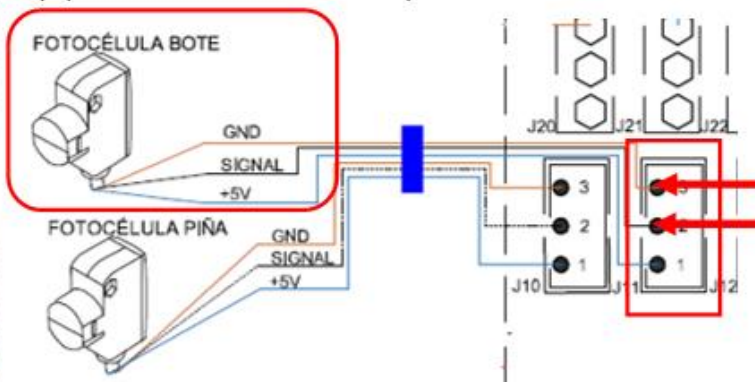 FOTOCÉLULA BOTE
GND
SIGNAL
+5V
FOTOCÉLULA PIÑA
GND
SIGNAL
+5V
J20
J21
J22
3
2
1
3
2
1
J10
J11
J12